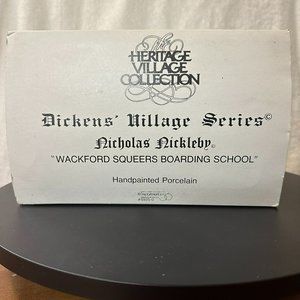 The
HERITAGE
VILLAGE
COLLECTION
Dickens' Village Series©
Nicholas Nickleby©
"WACKFORD SQUEERS BOARDING SCHOOL"
Handpainted Porcelain